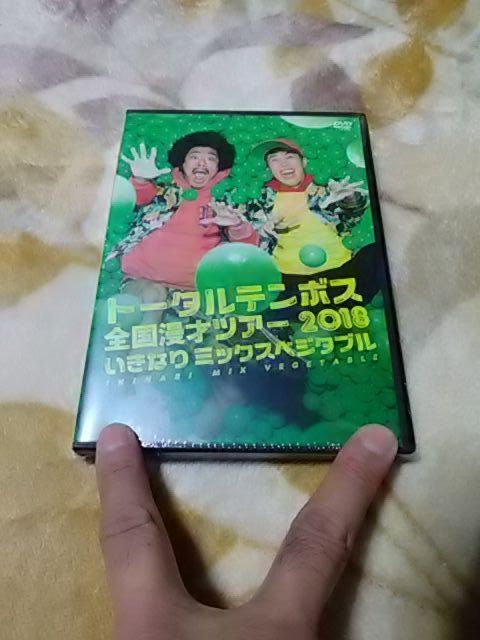 DVD
トータルテンボス
全国漫才ツアー 2018
いきなりミックスベジタブル
IKINARI MIX VEGETABLE